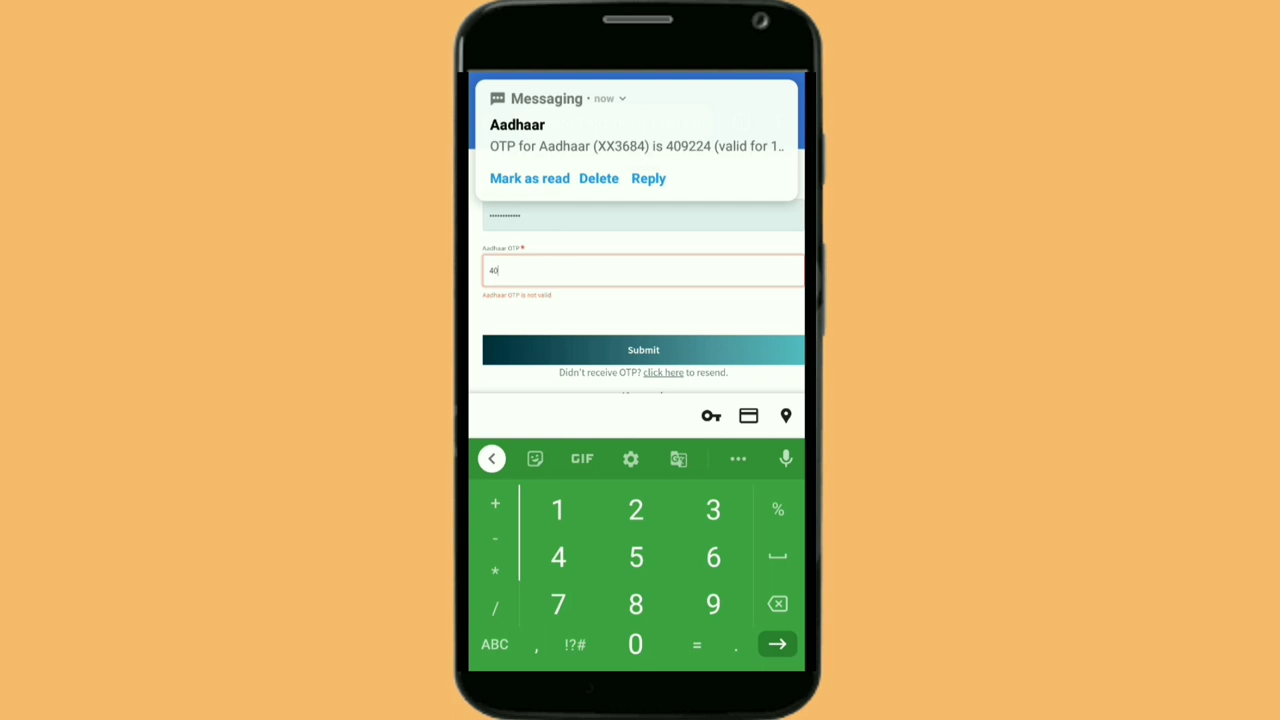 Messaging • now
Aadhaar
OTP for Aadhaar (XX3684) is 409224 (valid for 1..
Mark as read Delete Reply
••••••••••••
Aadhaar OTP*
40
Aadhaar OTP is not valid
Submit
Didn't receive OTP? click here to resend.
GIF
+ 1 2 3 %
- 4 5 6
*
/ 7 8 9
ABC , !?# 0 = .